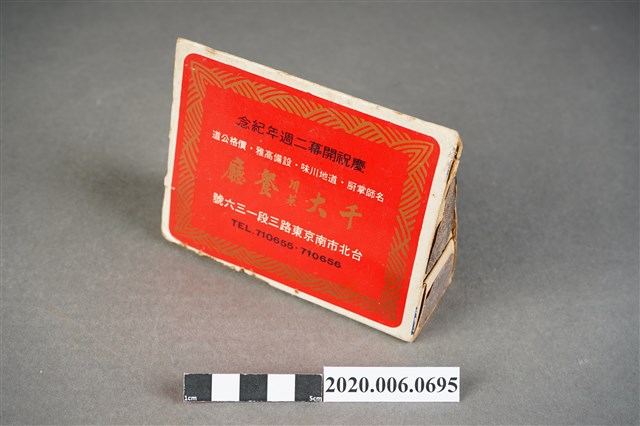 慶祝開幕二週年紀念
名師掌廚・道地川味・設備高雅・價格公道
千大川菜餐廳
台北市南京東路三段一三六號
TEL.710655・710656
2020.006.0695
1cm 5cm